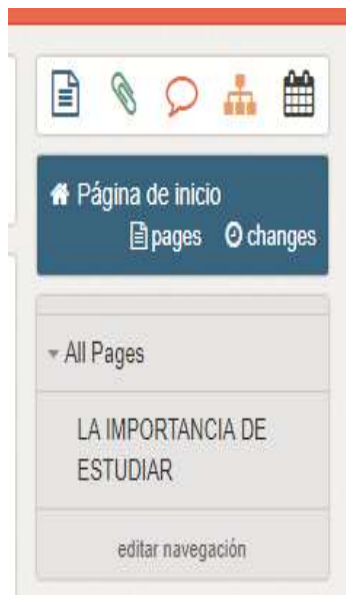 Página de inicio
pages changes
All Pages
LA IMPORTANCIA DE
ESTUDIAR
editar navegación